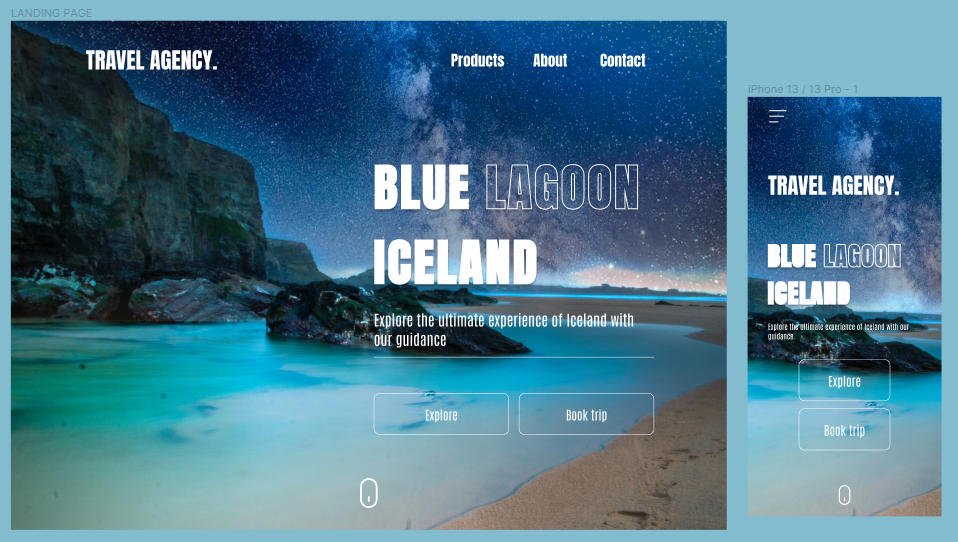 LANDING PAGE
TRAVEL AGENCY.
Products About Contact
BLUE LAGOON
ICELAND
Explore the ultimate experience of Iceland with
our guidance
Explore
Book trip
iPhone 13 / 13 Pro - 1
TRAVEL AGENCY.
BLUE LAGOON
ICELAND
Explore the ultimate experience of Iceland with our
guidance
Explore
Book trip